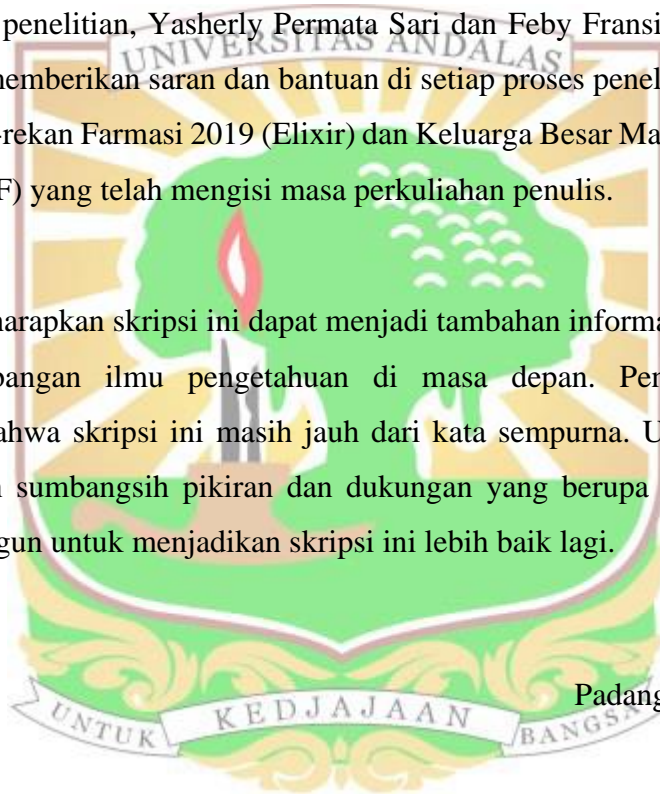 penelitian, Yasherly Permata Sari dan Feby Fransi
UNIVERSITAS ANDALAS
memberikan saran dan bantuan di setiap proses penel
-rekan Farmasi 2019 (Elixir) dan Keluarga Besar Ma
F) yang telah mengisi masa perkuliahan penulis.
harapkan skripsi ini dapat menjadi tambahan informa
bangan ilmu pengetahuan di masa depan. Pen
ahwa skripsi ini masih jauh dari kata sempurna. U
n sumbangsih pikiran dan dukungan yang berupa
gun untuk menjadikan skripsi ini lebih baik lagi.
Padang
UNTUK KEDJAJAAN BANGSA